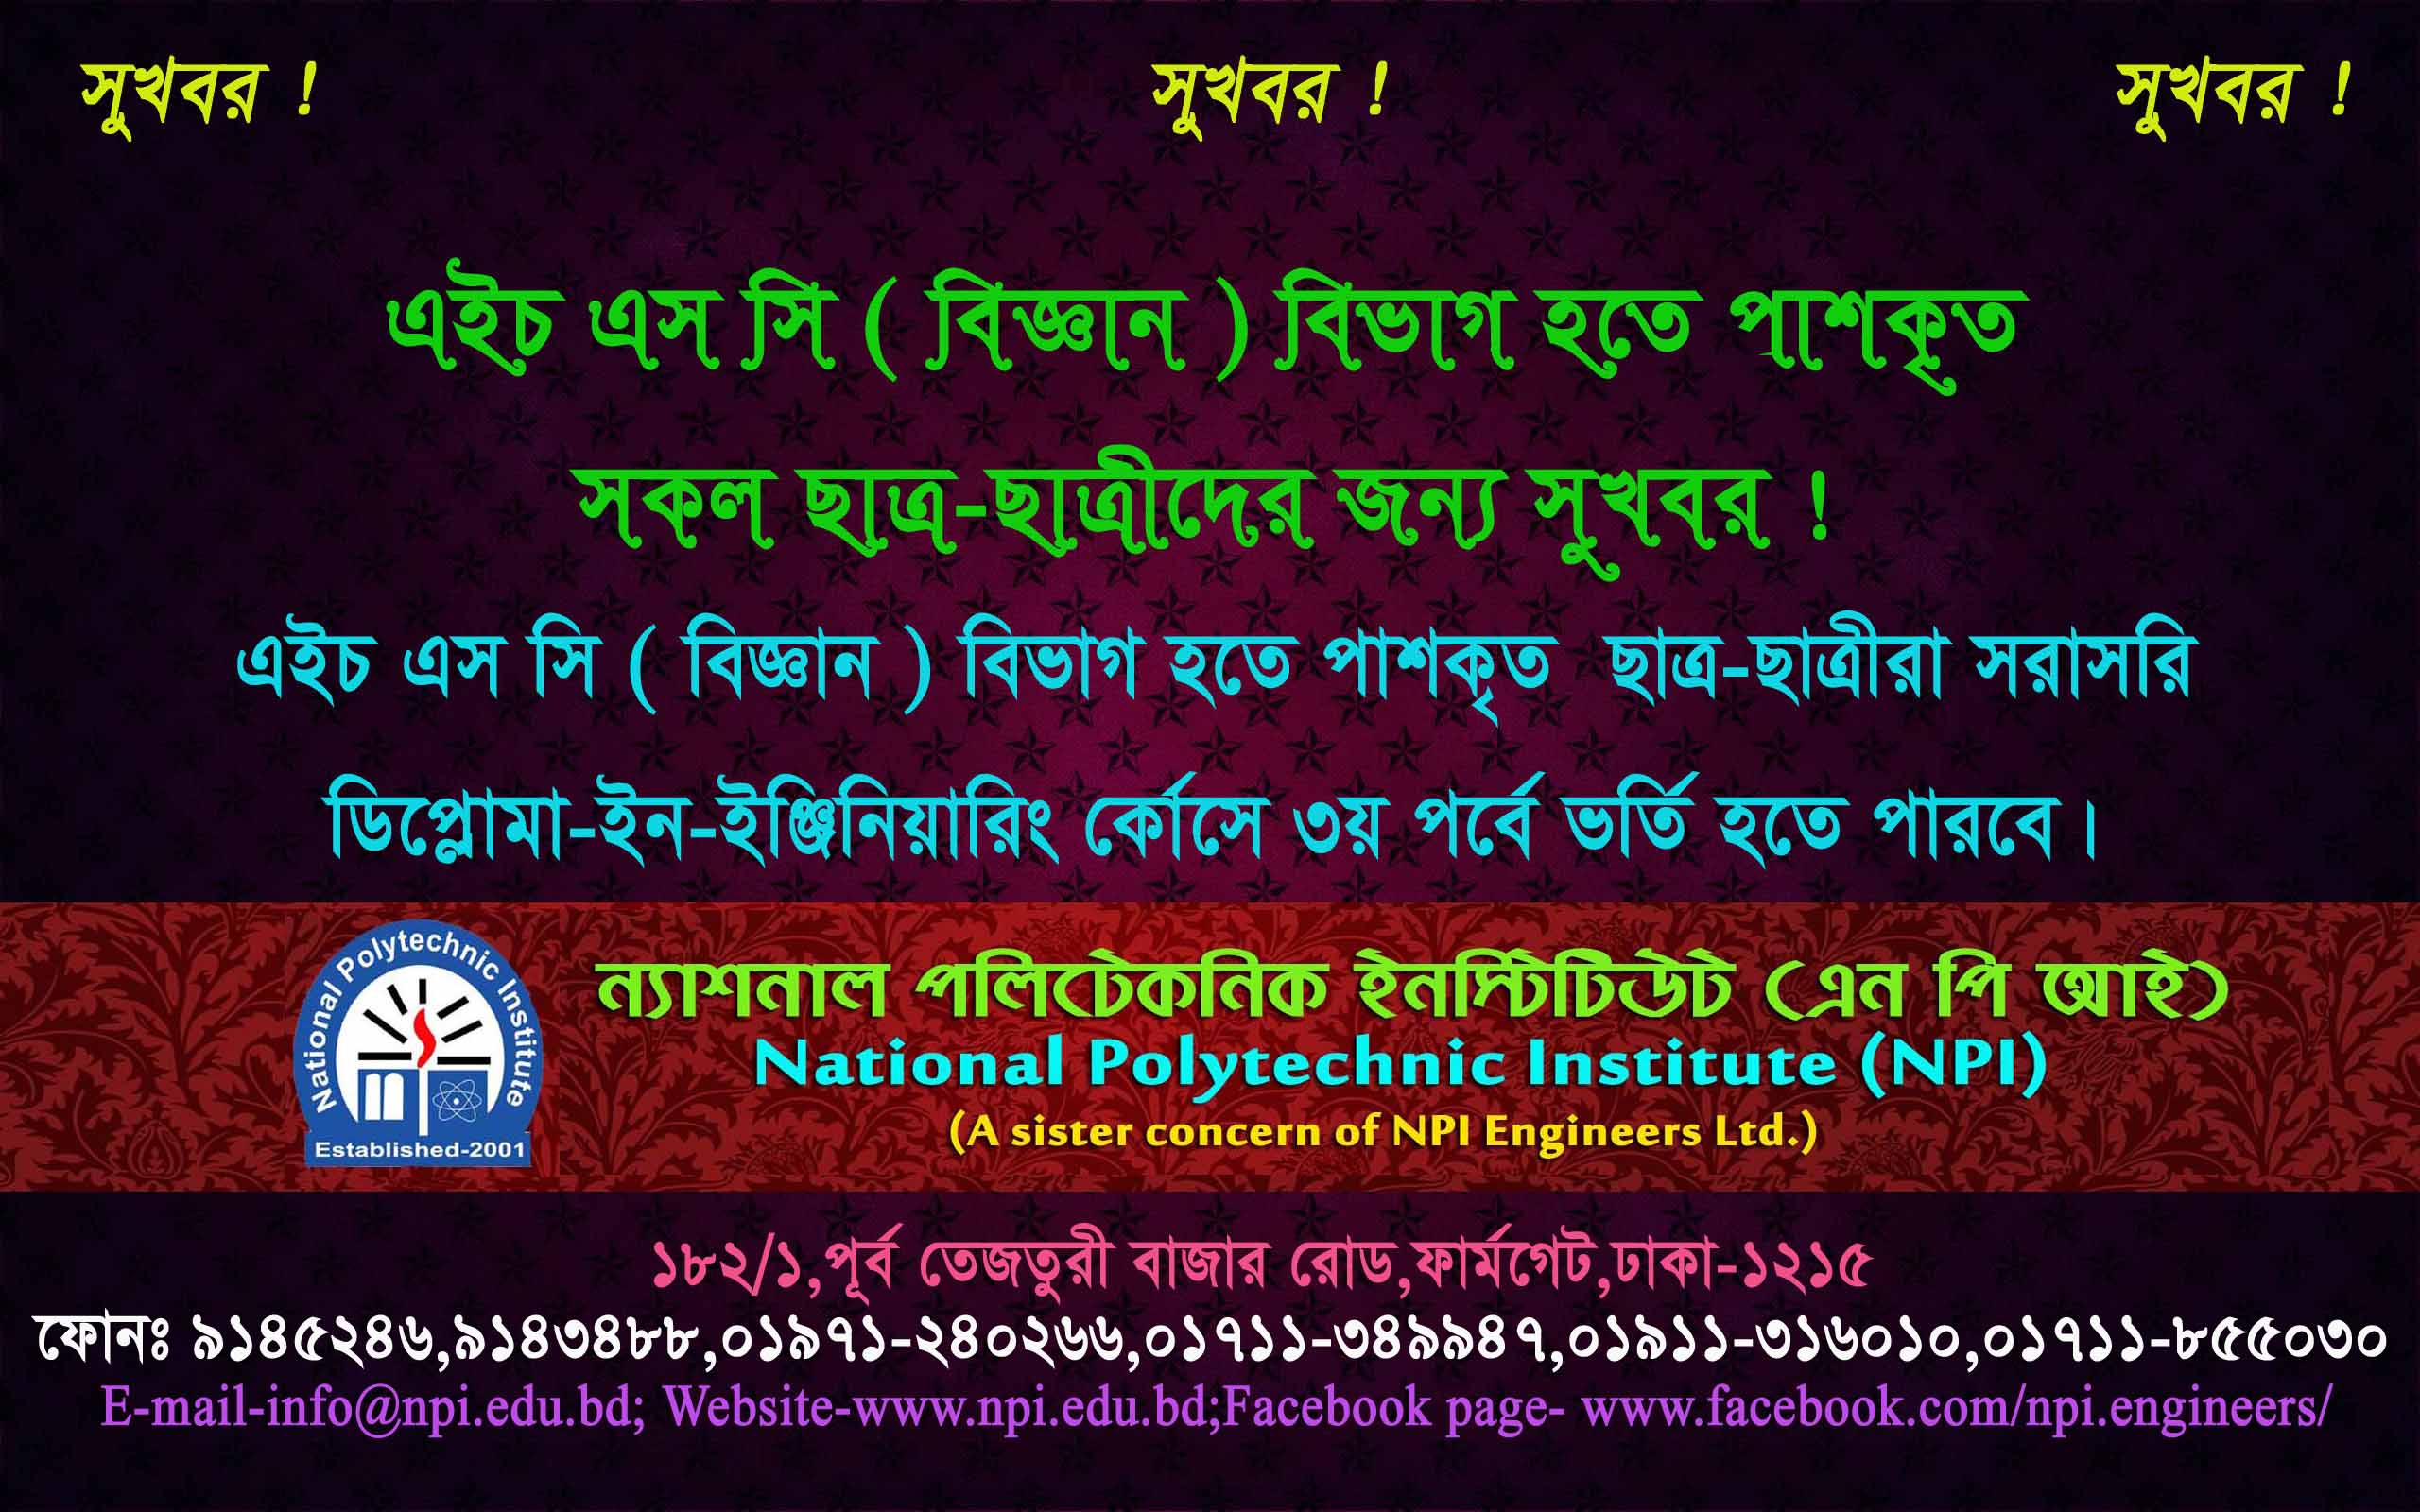 সুখবর ! সুখবর ! সুখবর !
এইচ এস সি ( বিজ্ঞান ) বিভাগ হতে পাশকৃত
সকল ছাত্র-ছাত্রীদের জন্য সুখবর !
এইচ এস সি ( বিজ্ঞান ) বিভাগ হতে পাশকৃত ছাত্র-ছাত্রীরা সরাসরি
ডিপ্লোমা-ইন-ইঞ্জিনিয়ারিং কোর্সে ৩য় পর্বে ভর্তি হতে পারবে।
National Polytechnic Institute
Established-2001
ন্যাশনাল পলিটেকনিক ইনস্টিটিউট (এন পি আই)
National Polytechnic Institute (NPI)
(A sister concern of NPI Engineers Ltd.)
১৮২/১,পূর্ব তেজতুরী বাজার রোড,ফার্মগেট,ঢাকা-১২১৫
ফোনঃ ৯১৪৫২৪৬,৯১৪৩৪৮৮,০১৯৭১-২৪০২৬৬,০১৭১১-৩৪৯৯৪৭,০১৯১১-৩১৬০১০,০১৭১১-৮৫৫০৩০
E-mail-info@npi.edu.bd; Website-www.npi.edu.bd;Facebook page- www.facebook.com/npi.engineers/